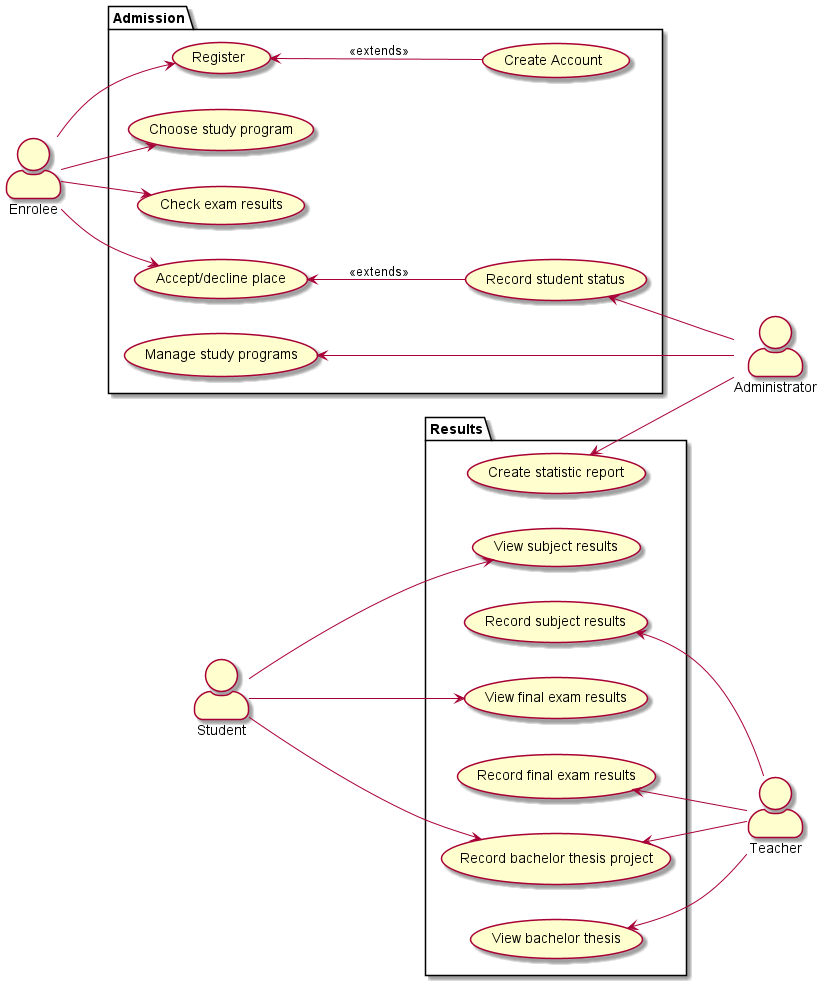 Admission
Register
«extends»
Create Account
Choose study program
Enrolee
Check exam results
Accept/decline place
«extends»
Record student status
Manage study programs
Administrator
Results
Create statistic report
View subject results
Record subject results
View final exam results
Student
Record final exam results
Record bachelor thesis project
Teacher
View bachelor thesis